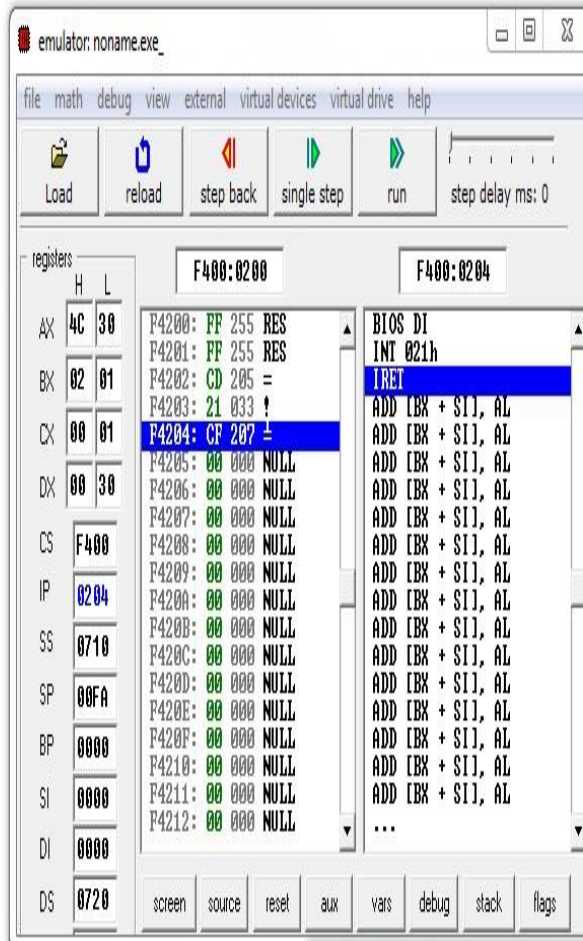 emulator: noname.exe_
file math debug view external virtual devices virtual drive help
Load reload step back single step run step delay ms: 0
registers
H L
F400:0200
F400:0204
AX 4C 30
BX 02 01
CX 00 01
DX 00 30
CS F400
IP 0204
SS 0710
SP 00FA
BP 0000
SI 0000
DI 0000
DS 0720
F4200: FF 255 RES
F4201: FF 255 RES
F4202: CD 205 =
F4203: 21 033 !
F4204: CF 207 ╧
F4205: 00 000 NULL
F4206: 00 000 NULL
F4207: 00 000 NULL
F4208: 00 000 NULL
F4209: 00 000 NULL
F420A: 00 000 NULL
F420B: 00 000 NULL
F420C: 00 000 NULL
F420D: 00 000 NULL
F420E: 00 000 NULL
F420F: 00 000 NULL
F4210: 00 000 NULL
F4211: 00 000 NULL
F4212: 00 000 NULL
BIOS DI
INT 021h
IRET
ADD [BX + SI], AL
ADD [BX + SI], AL
ADD [BX + SI], AL
ADD [BX + SI], AL
ADD [BX + SI], AL
ADD [BX + SI], AL
ADD [BX + SI], AL
ADD [BX + SI], AL
ADD [BX + SI], AL
ADD [BX + SI], AL
ADD [BX + SI], AL
ADD [BX + SI], AL
ADD [BX + SI], AL
ADD [BX + SI], AL
...
screen source reset aux vars debug stack flags